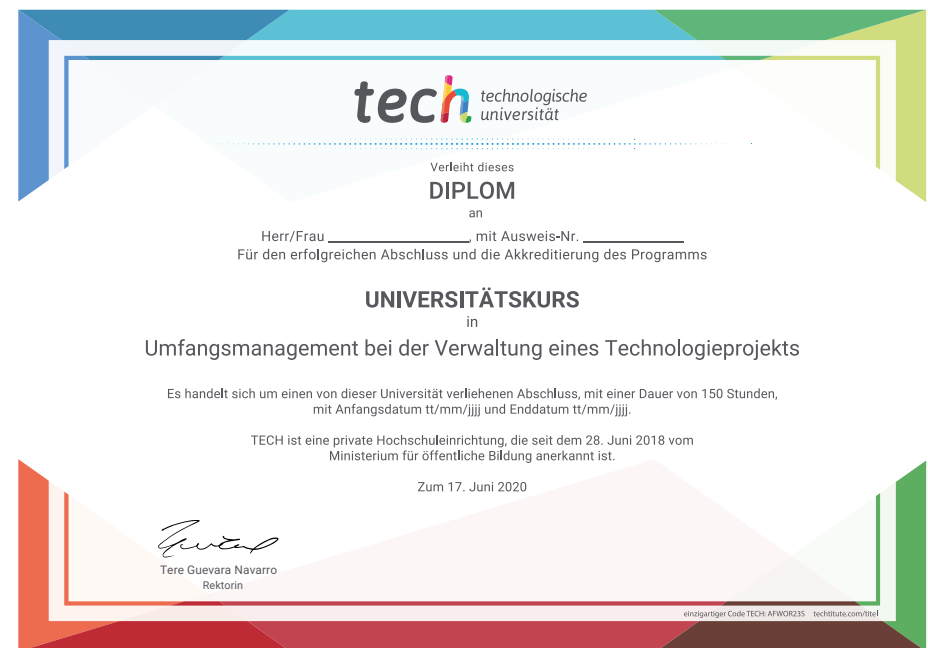 tech technologische
universität
Verleiht dieses
DIPLOM
an
Herr/Frau ____________________, mit Ausweis-Nr. ______________
Für den erfolgreichen Abschluss und die Akkreditierung des Programms
UNIVERSITÄTSKURS
in
Umfangsmanagement bei der Verwaltung eines Technologieprojekts
Es handelt sich um einen von dieser Universität verliehenen Abschluss, mit einer Dauer von 150 Stunden,
mit Anfangsdatum tt/mm/jjjj und Enddatum tt/mm/jjjj.
TECH ist eine private Hochschuleinrichtung, die seit dem 28. Juni 2018 vom
Ministerium für öffentliche Bildung anerkannt ist.
Zum 17. Juni 2020
Tere Guevara Navarro
Rektorin
einzigartiger Code TECH: AFWOR23S techtitute.com/titel